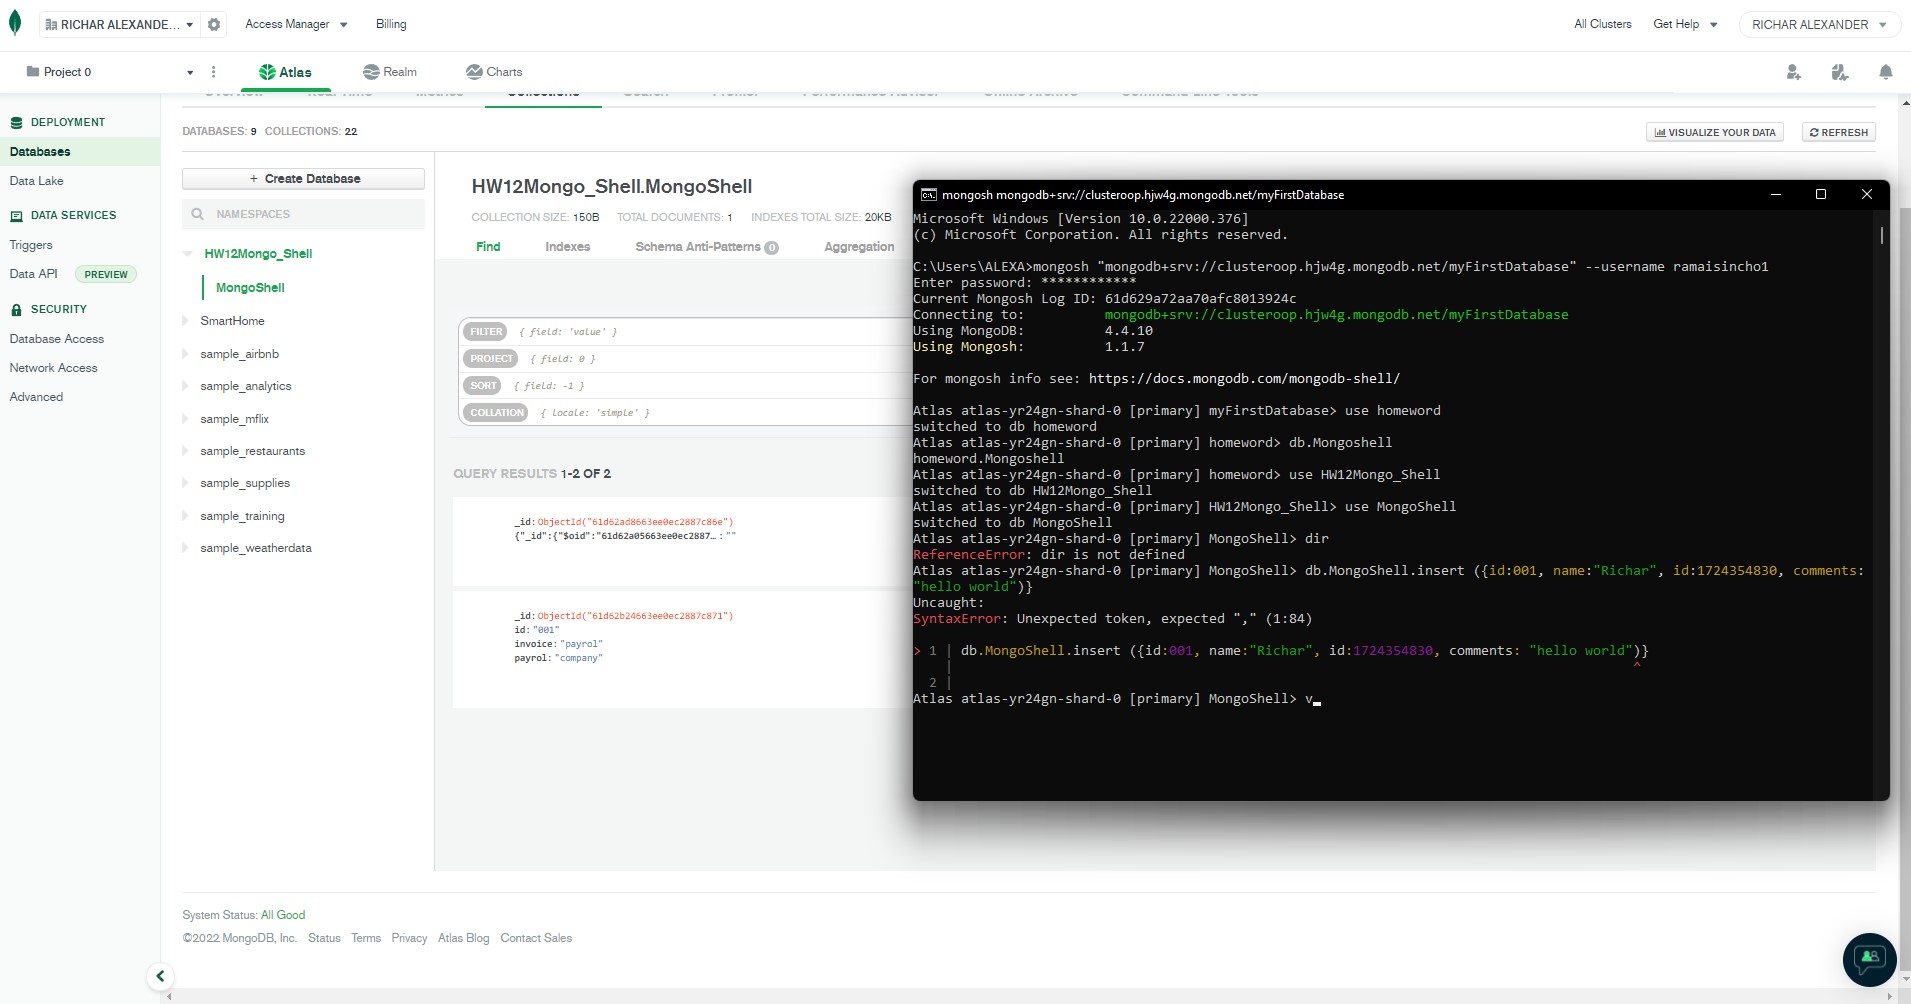 RICHAR ALEXANDE...
Access Manager
Billing
All Clusters
Get Help
RICHAR ALEXANDER
Project 0
Atlas
Realm
Charts
Collections
DEPLOYMENT
Databases
Data Lake
DATA SERVICES
Triggers
Data API PREVIEW
SECURITY
Database Access
Network Access
Advanced
DATABASES: 9 COLLECTIONS: 22
VISUALIZE YOUR DATA
REFRESH
+ Create Database
NAMESPACES
HW12Mongo_Shell
MongoShell
SmartHome
sample_airbnb
sample_analytics
sample_mflix
sample_restaurants
sample_supplies
sample_training
sample_weatherdata
HW12Mongo_Shell.MongoShell
COLLECTION SIZE: 150B TOTAL DOCUMENTS: 1 INDEXES TOTAL SIZE: 20KB
Find Indexes Schema Anti-Patterns 0 Aggregation
FILTER { field: 'value' }
PROJECT { field: 0 }
SORT { field: -1 }
COLLATION { locale: 'simple' }
QUERY RESULTS 1-2 OF 2
_id: ObjectId("61d62ad8663ee0ec2887c86e")
{"_id":{"$oid":"61d62a05663ee0ec2887… : ""
_id: ObjectId("61d62b24663ee0ec2887c871")
id: "001"
invoice: "payrol"
payrol: "company"
mongosh mongodb+srv://clusteroop.hjw4g.mongodb.net/myFirstDatabase
Microsoft Windows [Version 10.0.22000.376]
(c) Microsoft Corporation. All rights reserved.
C:\Users\ALEXA>mongosh "mongodb+srv://clusteroop.hjw4g.mongodb.net/myFirstDatabase" --username ramaisincho1
Enter password: ************
Current Mongosh Log ID: 61d629a72aa70afc8013924c
Connecting to: mongodb+srv://clusteroop.hjw4g.mongodb.net/myFirstDatabase
Using MongoDB: 4.4.10
Using Mongosh: 1.1.7
For mongosh info see: https://docs.mongodb.com/mongodb-shell/
Atlas atlas-yr24gn-shard-0 [primary] myFirstDatabase> use homeword
switched to db homeword
Atlas atlas-yr24gn-shard-0 [primary] homeword> db.Mongoshell
homeword.Mongoshell
Atlas atlas-yr24gn-shard-0 [primary] homeword> use HW12Mongo_Shell
switched to db HW12Mongo_Shell
Atlas atlas-yr24gn-shard-0 [primary] HW12Mongo_Shell> use MongoShell
switched to db MongoShell
Atlas atlas-yr24gn-shard-0 [primary] MongoShell> dir
ReferenceError: dir is not defined
Atlas atlas-yr24gn-shard-0 [primary] MongoShell> db.MongoShell.insert ({id:001, name:"Richar", id:1724354830, comments:
"hello world")}
Uncaught:
SyntaxError: Unexpected token, expected "," (1:84)
> 1 | db.MongoShell.insert ({id:001, name:"Richar", id:1724354830, comments: "hello world")}
| ^
2 |
Atlas atlas-yr24gn-shard-0 [primary] MongoShell> v
System Status: All Good
©2022 MongoDB, Inc. Status Terms Privacy Atlas Blog Contact Sales